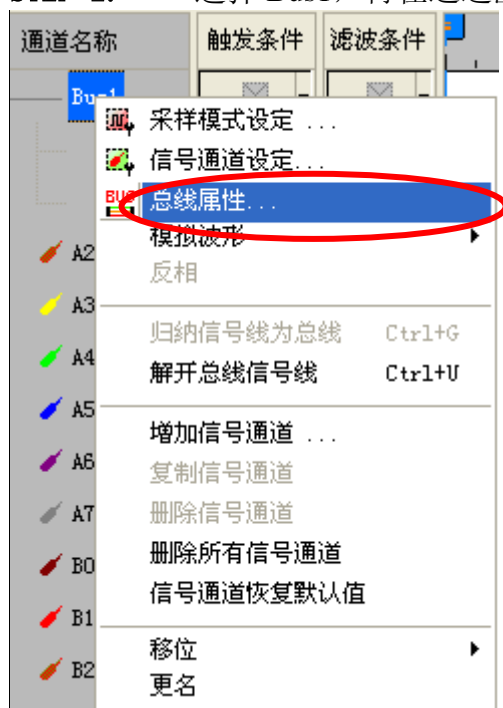 通道名称 触发条件 滤波条件
采样模式设定 ...
信号通道设定...
BUS 总线属性...
A2 模拟波形
反相
A3
归纳信号线为总线 Ctrl+G
A4 解开总线信号线 Ctrl+U
A5
增加信号通道 ...
A6 复制信号通道
A7 删除信号通道
B0 删除所有信号通道
信号通道恢复默认值
B1
移位
B2 更名